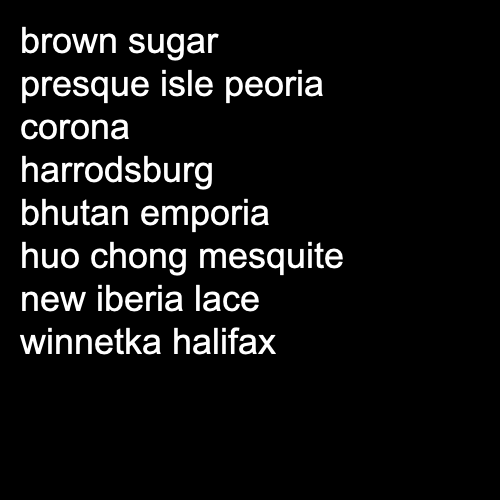 brown sugar
presque isle peoria
corona
harrodsburg
bhutan emporia
huo chong mesquite
new iberia lace
winnetka halifax